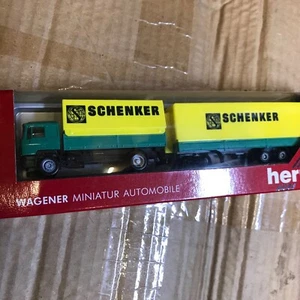 SCHENKER
SCHENKER
WAGENER MINIATUR AUTOMOBILE
her